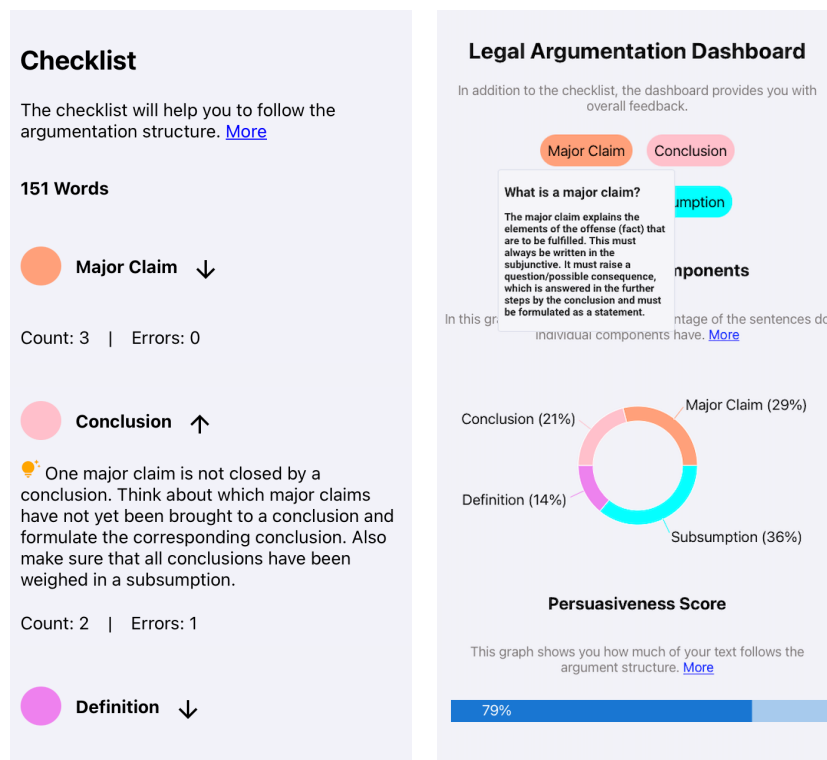 Checklist
The checklist will help you to follow the
argumentation structure. More
151 Words
Major Claim
Count: 3 | Errors: 0
Conclusion
One major claim is not closed by a
conclusion. Think about which major claims
have not yet been brought to a conclusion and
formulate the corresponding conclusion. Also
make sure that all conclusions have been
weighed in a subsumption.
Count: 2 | Errors: 1
Definition
Legal Argumentation Dashboard
In addition to the checklist, the dashboard provides you with
overall feedback.
Major Claim Conclusion
What is a major claim?
The major claim explains the
elements of the offense (fact) that
are to be fulfilled. This must
always be written in the
subjunctive. It must raise a
question/possible consequence,
which is answered in the further
steps by the conclusion and must
be formulated as a statement.
umption
mponents
In this gra ntage of the sentences do
individual components have. More
Conclusion (21%) Major Claim (29%)
Definition (14%)
Subsumption (36%)
Persuasiveness Score
This graph shows you how much of your text follows the
argument structure. More
79%